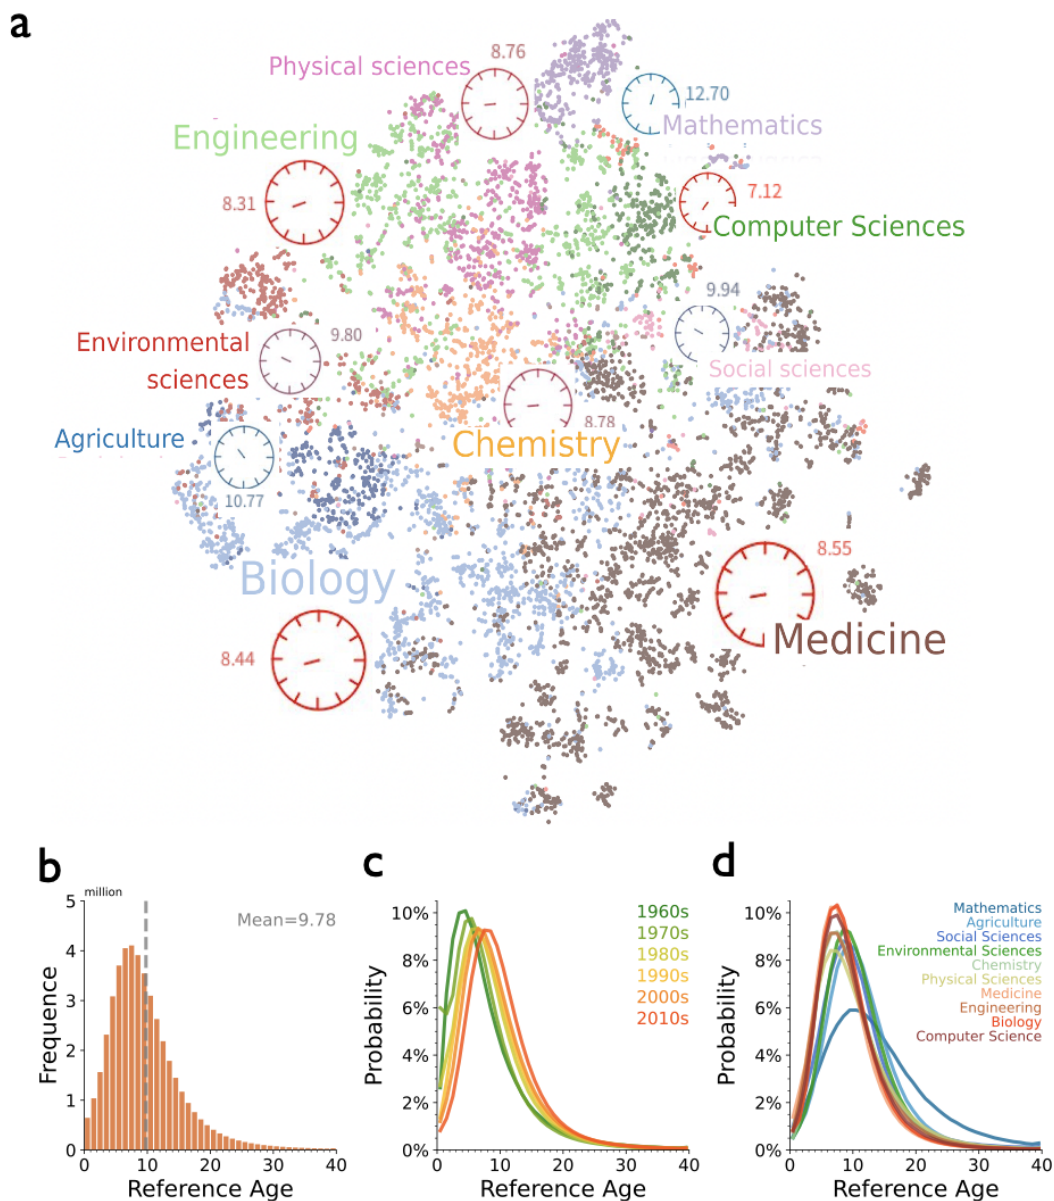 a
8.76
Physical sciences
12.70
Mathematics
Engineering
8.31
7.12
Computer Sciences
9.94
9.80
Environmental
sciences
Social sciences
8.78
Agriculture
Chemistry
10.77
8.55
Biology
Medicine
8.44
b
million
Mean=9.78
Frequence
5
4
3
2
1
0
0
10
20
30
40
Reference Age
c
1960s
1970s
1980s
1990s
2000s
2010s
Probability
10%
8%
6%
4%
2%
0%
0
10
20
30
40
Reference Age
d
Mathematics
Agriculture
Social Sciences
Environmental Sciences
Chemistry
Physical Sciences
Medicine
Engineering
Biology
Computer Science
Probability
10%
8%
6%
4%
2%
0%
0
10
20
30
40
Reference Age